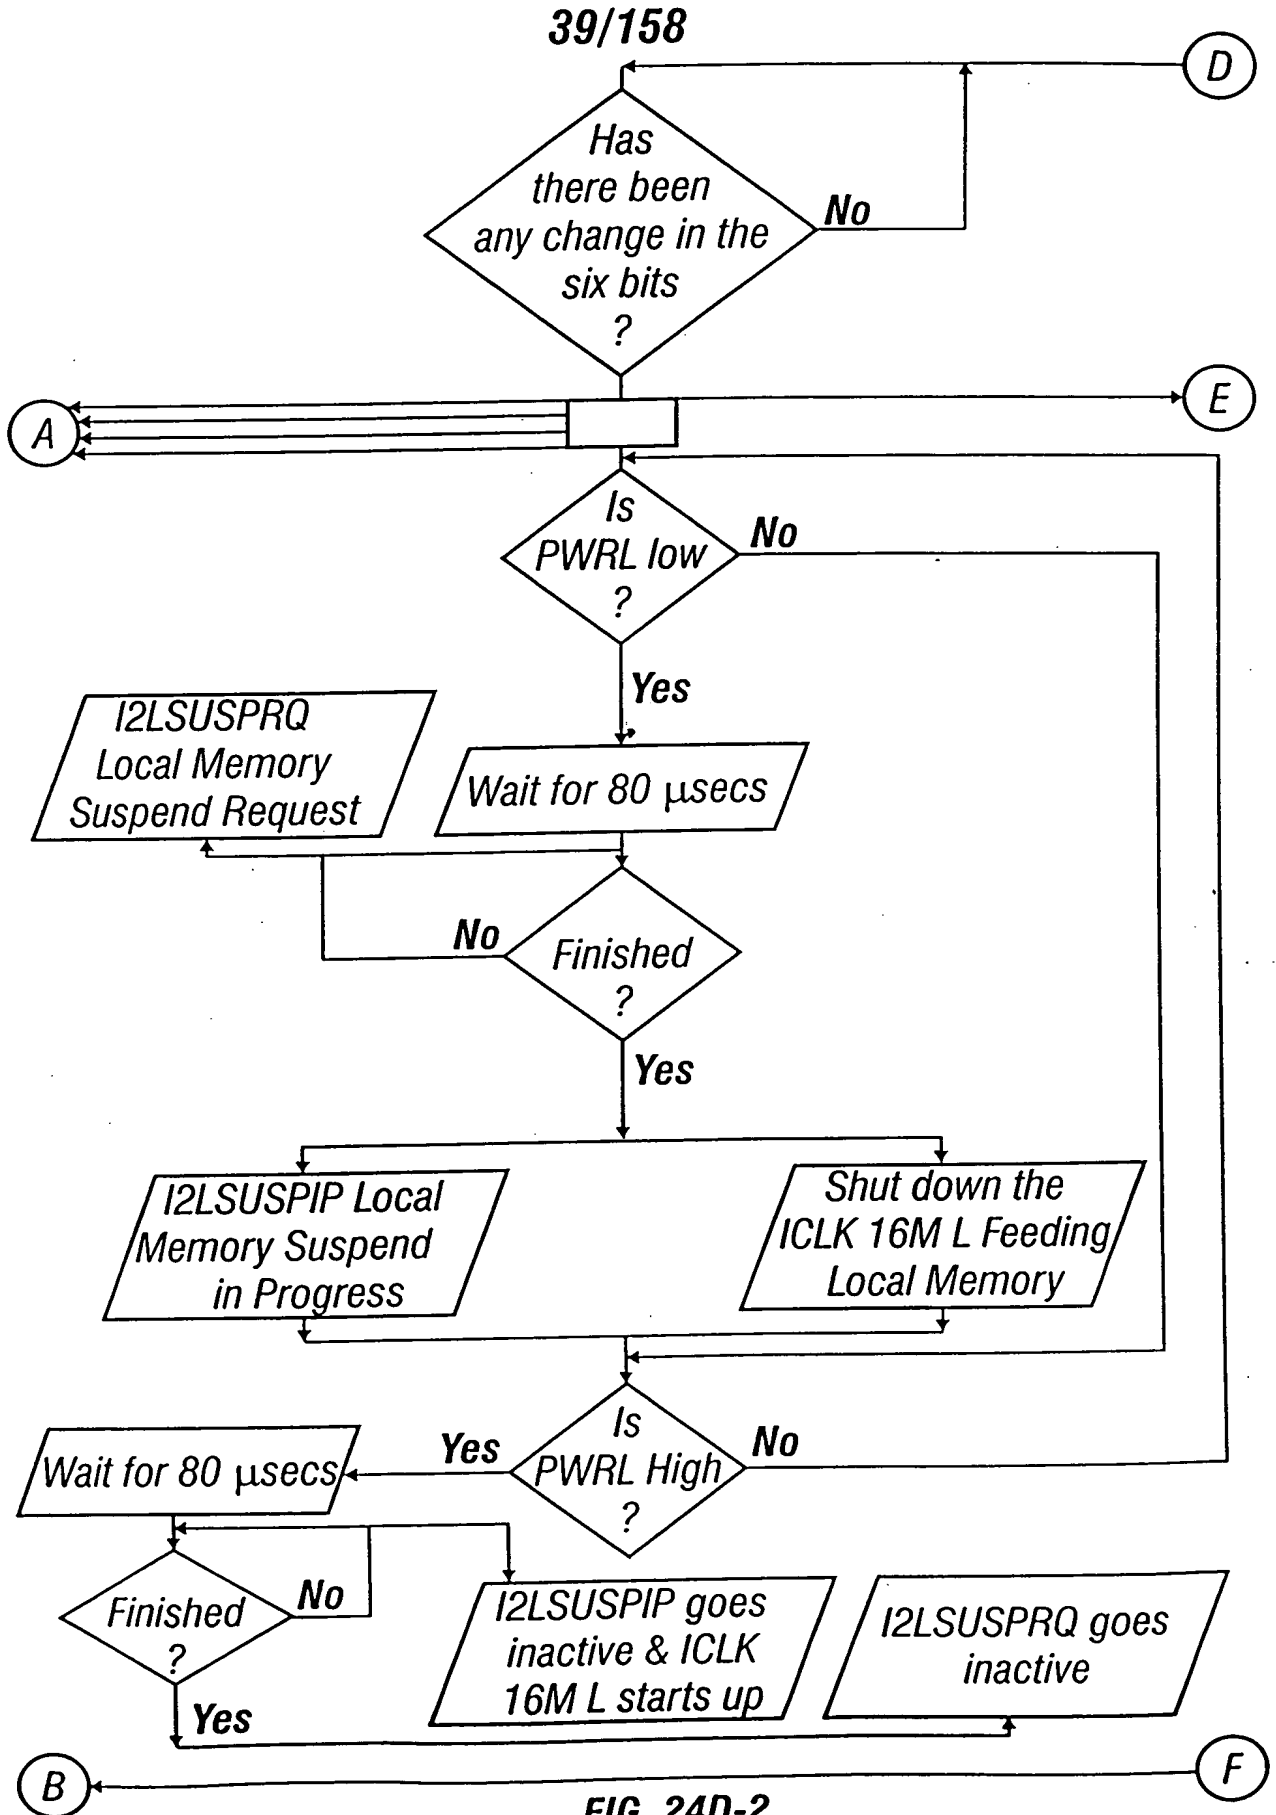 39/158
D
Has
there been
any change in the
six bits
?
No
A
E
Is
PWRL low
?
No
Yes
I2LSUSPRQ
Local Memory
Suspend Request
Wait for 80 μsecs
No
Finished
?
Yes
I2LSUSPIP Local
Memory Suspend
in Progress
Shut down the
ICLK 16M L Feeding
Local Memory
Is
PWRL High
?
Yes
No
Wait for 80 μsecs
Finished
?
No
Yes
I2LSUSPIP goes
inactive & ICLK
16M L starts up
I2LSUSPRQ goes
inactive
B
F
FIG. 24D-2